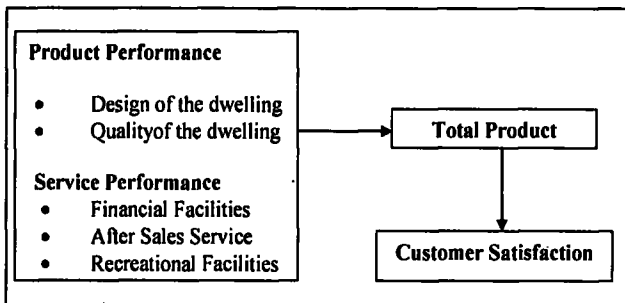 Product Performance
• Design of the dwelling
• Qualityof the dwelling
Service Performance
• Financial Facilities
• After Sales Service
• Recreational Facilities
Total Product
Customer Satisfaction